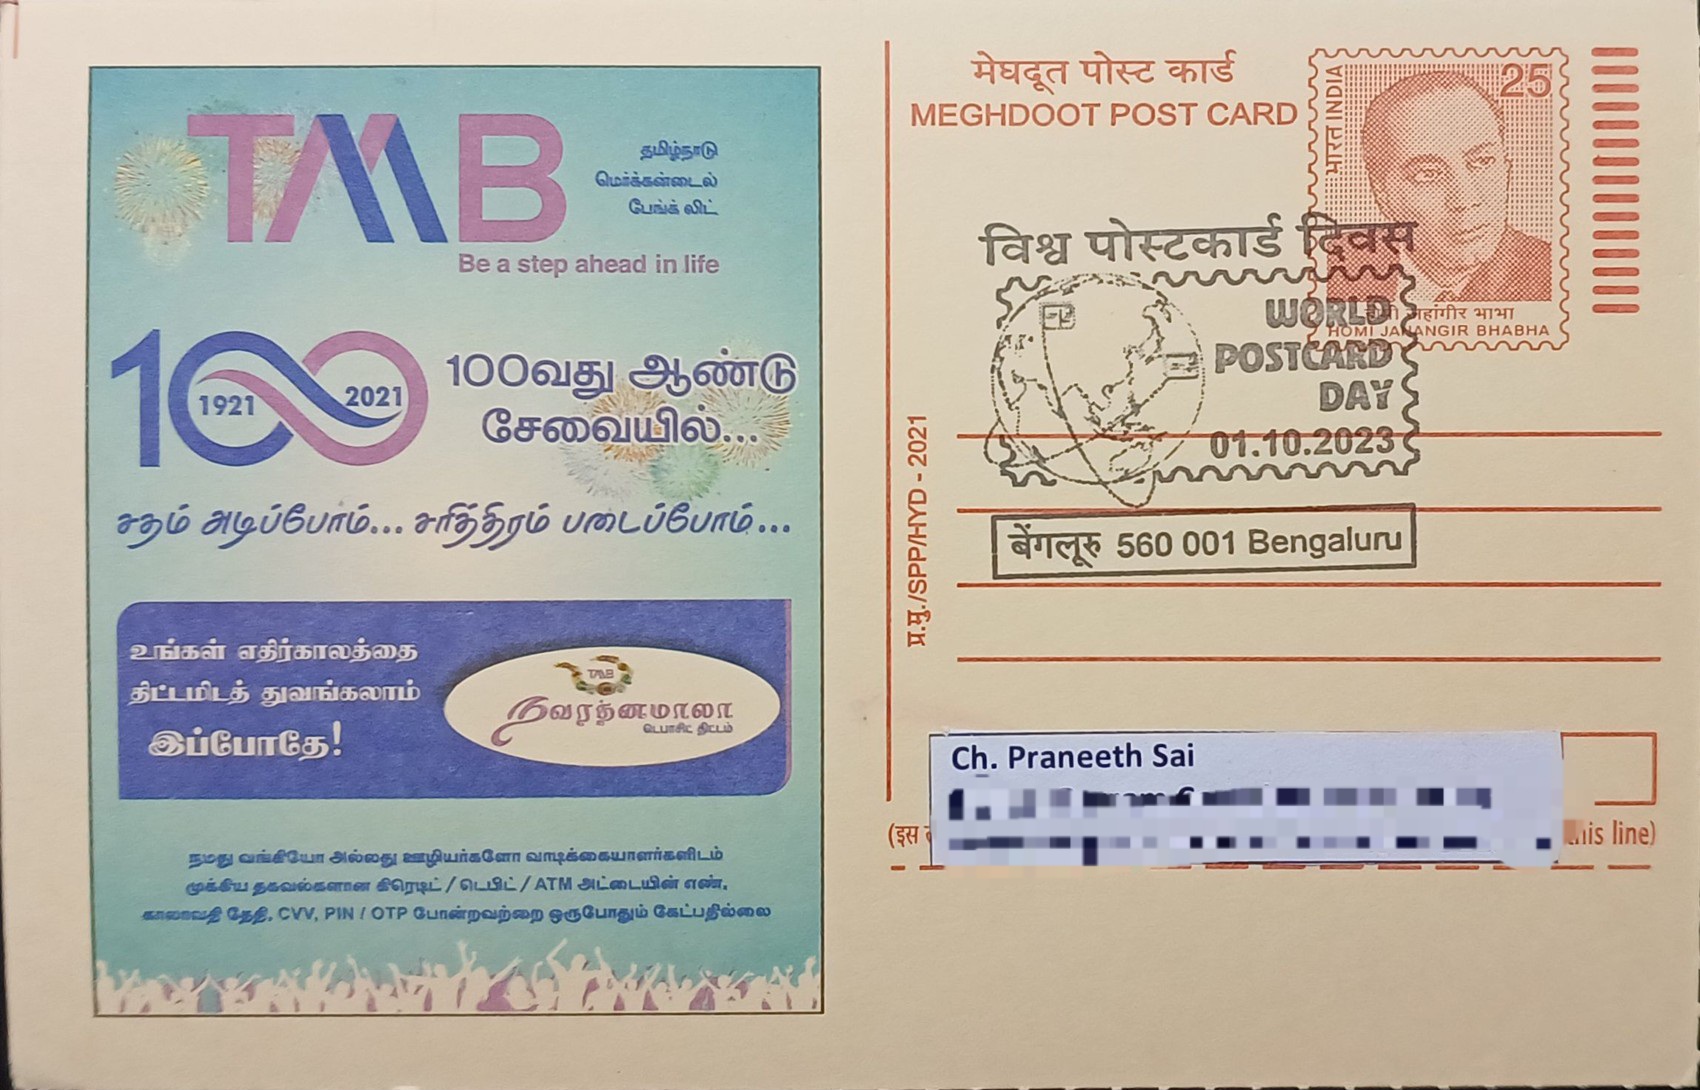 TMB
தமிழ்நாடு
மெர்க்கன்டைல்
பேங்க் லிட்
Be a step ahead in life
100
1921
2021
100வது ஆண்டு
சேவையில்...
சதம் அடிப்போம்... சரித்திரம் படைப்போம்...
உங்கள் எதிர்காலத்தை
திட்டமிடத் துவங்கலாம்
இப்போதே!
TMB
நவரத்னமாலா
டெபாசிட் திட்டம்
நமது வங்கியோ அல்லது ஊழியர்களோ வாடிக்கையாளர்களிடம்
முக்கிய தகவல்களான கிரெடிட் / டெபிட் / ATM அட்டையின் எண்,
காலாவதி தேதி, CVV, PIN / OTP போன்றவற்றை ஒருபோதும் கேட்பதில்லை
मेघदूत पोस्ट कार्ड
MEGHDOOT POST CARD
भारत INDIA
25
जहांगीर भाभा
HOMI JAHANGIR BHABHA
विश्व पोस्टकार्ड दिवस
WORLD
POSTCARD
DAY
01.10.2023
बेंगलूरु 560 001 Bengaluru
प्र.मु./SPP/HYD - 2021
Ch. Praneeth Sai
(इस
this line)